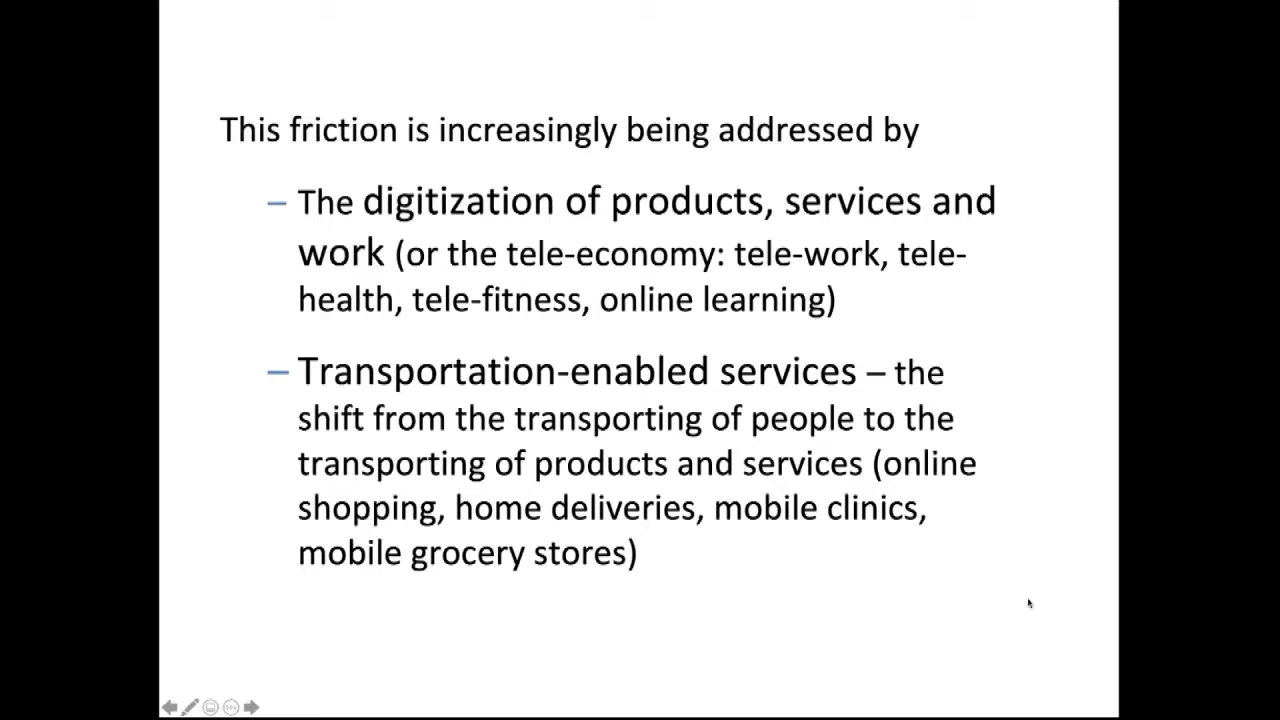 This friction is increasingly being addressed by
– The digitization of products, services and
work (or the tele-economy: tele-work, tele-
health, tele-fitness, online learning)
– Transportation-enabled services – the
shift from the transporting of people to the
transporting of products and services (online
shopping, home deliveries, mobile clinics,
mobile grocery stores)